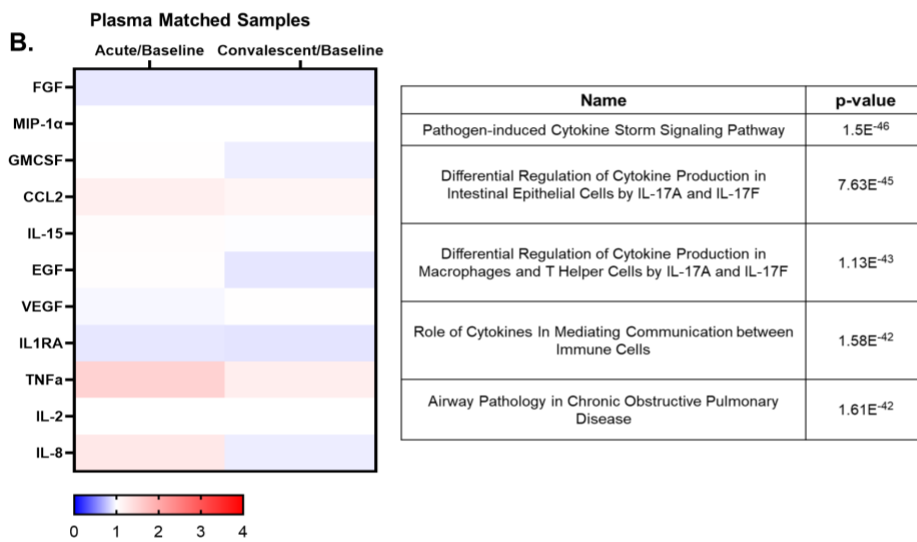 Plasma Matched Samples
B.
Acute/Baseline Convalescent/Baseline
FGF
MIP-1α
GMCSF
CCL2
IL-15
EGF
VEGF
IL1RA
TNFa
IL-2
IL-8
0 1 2 3 4
Name p-value
Pathogen-induced Cytokine Storm Signaling Pathway 1.5E-46
Differential Regulation of Cytokine Production in
Intestinal Epithelial Cells by IL-17A and IL-17F 7.63E-45
Differential Regulation of Cytokine Production in
Macrophages and T Helper Cells by IL-17A and IL-17F 1.13E-43
Role of Cytokines In Mediating Communication between
Immune Cells 1.58E-42
Airway Pathology in Chronic Obstructive Pulmonary
Disease 1.61E-42